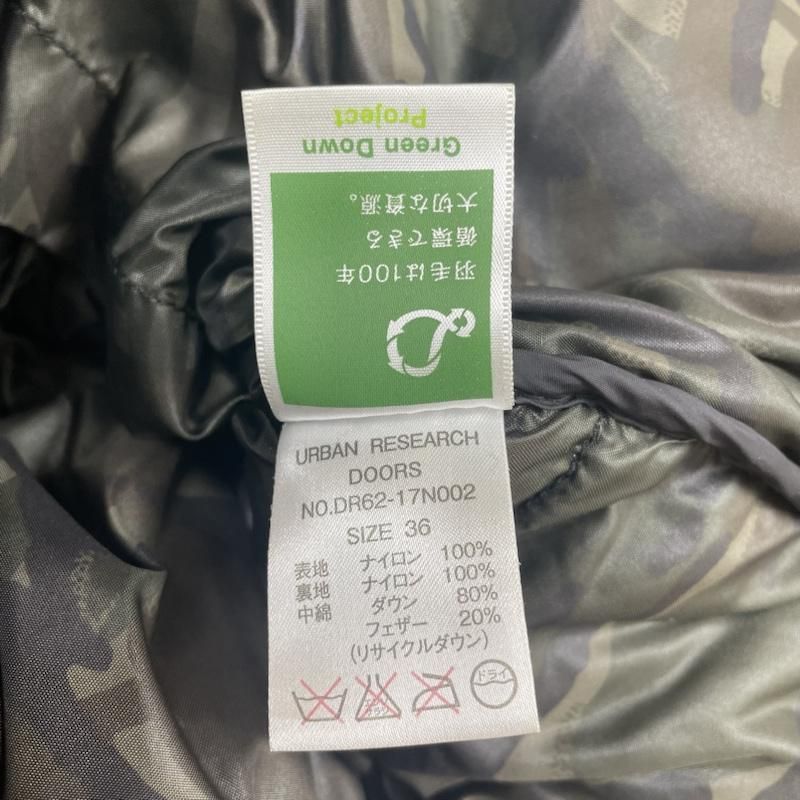 Green Down
Project
羽毛は100年
循環できる
大切な資源。
URBAN RESEARCH
DOORS
NO.DR62-17N002
SIZE 36
表地 ナイロン 100%
裏地 ナイロン 100%
中綿 ダウン 80%
フェザー 20%
(リサイクルダウン)
ドライ